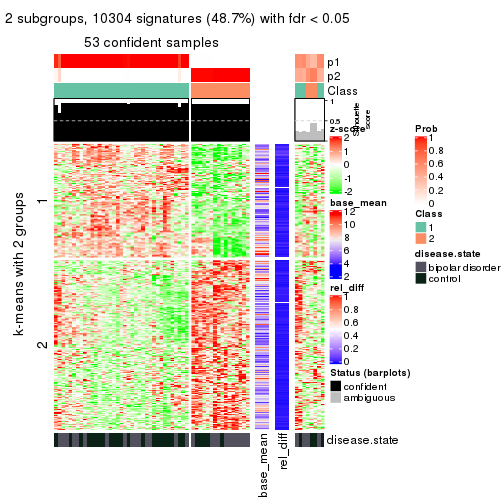 2 subgroups, 10304 signatures (48.7%) with fdr < 0.05
53 confident samples
p1
p2
Class
1
0.5
0
Silhouette
score
k-means with 2 groups
1
2
z-score
2
1
0
-1
-2
base_mean
12
10
8
6
4
2
rel_diff
1
0.8
0.6
0.4
0.2
0
Status (barplots)
confident
ambiguous
Prob
1
0.8
0.6
0.4
0.2
0
Class
1
2
disease.state
bipolar disorder
control
disease.state
base_mean
rel_diff